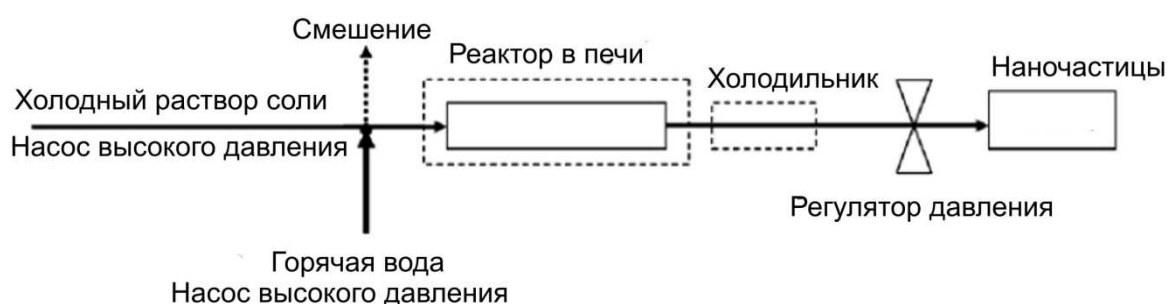 Смешение
Реактор в печи
Холодильник
Наночастицы
Холодный раствор соли
Насос высокого давления
Регулятор давления
Горячая вода
Насос высокого давления